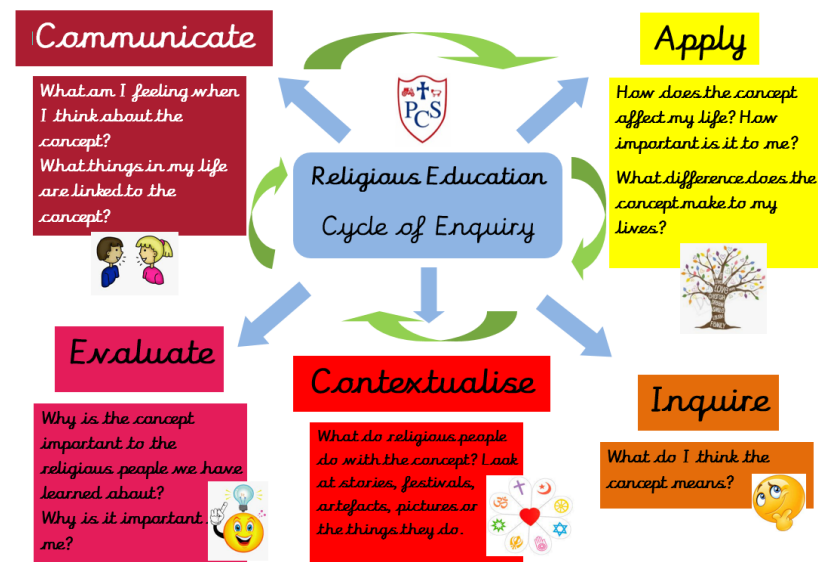 Communicate
What am I feeling when
I think about the
concept?
What things in my life
are linked to the
concept?
PCS
Religious Education
Cycle of Enquiry
Apply
How does the concept
affect my life? How
important is it to me?
What difference does the
concept make to my
lives?
Evaluate
Why is the concept
important to the
religious people we have
learned about?
Why is it important
me?
Contextualise
What do religious people
do with the concept? Look
at stories, festivals,
artefacts, pictures or
the things they do.
Inquire
What do I think the
concept means?